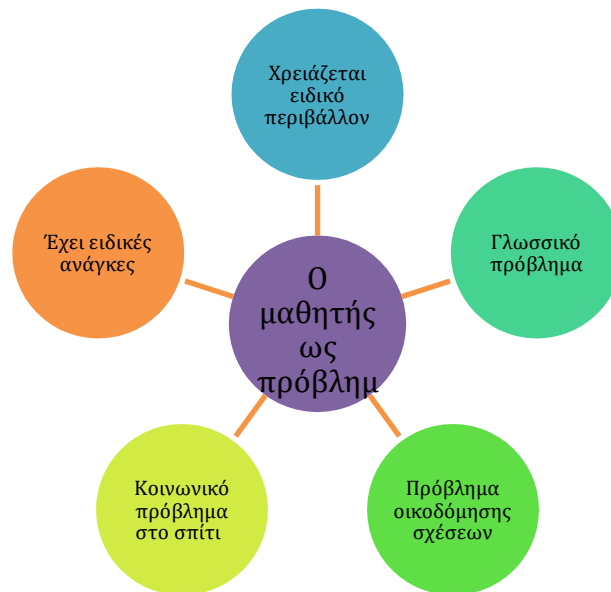 Χρειάζεται
ειδικό
περιβάλλον
Έχει ειδικές
ανάγκες
Γλωσσικό
πρόβλημα
Ο
μαθητής
ως
πρόβλημ
Κοινωνικό
πρόβλημα
στο σπίτι
Πρόβλημα
οικοδόμησης
σχέσεων